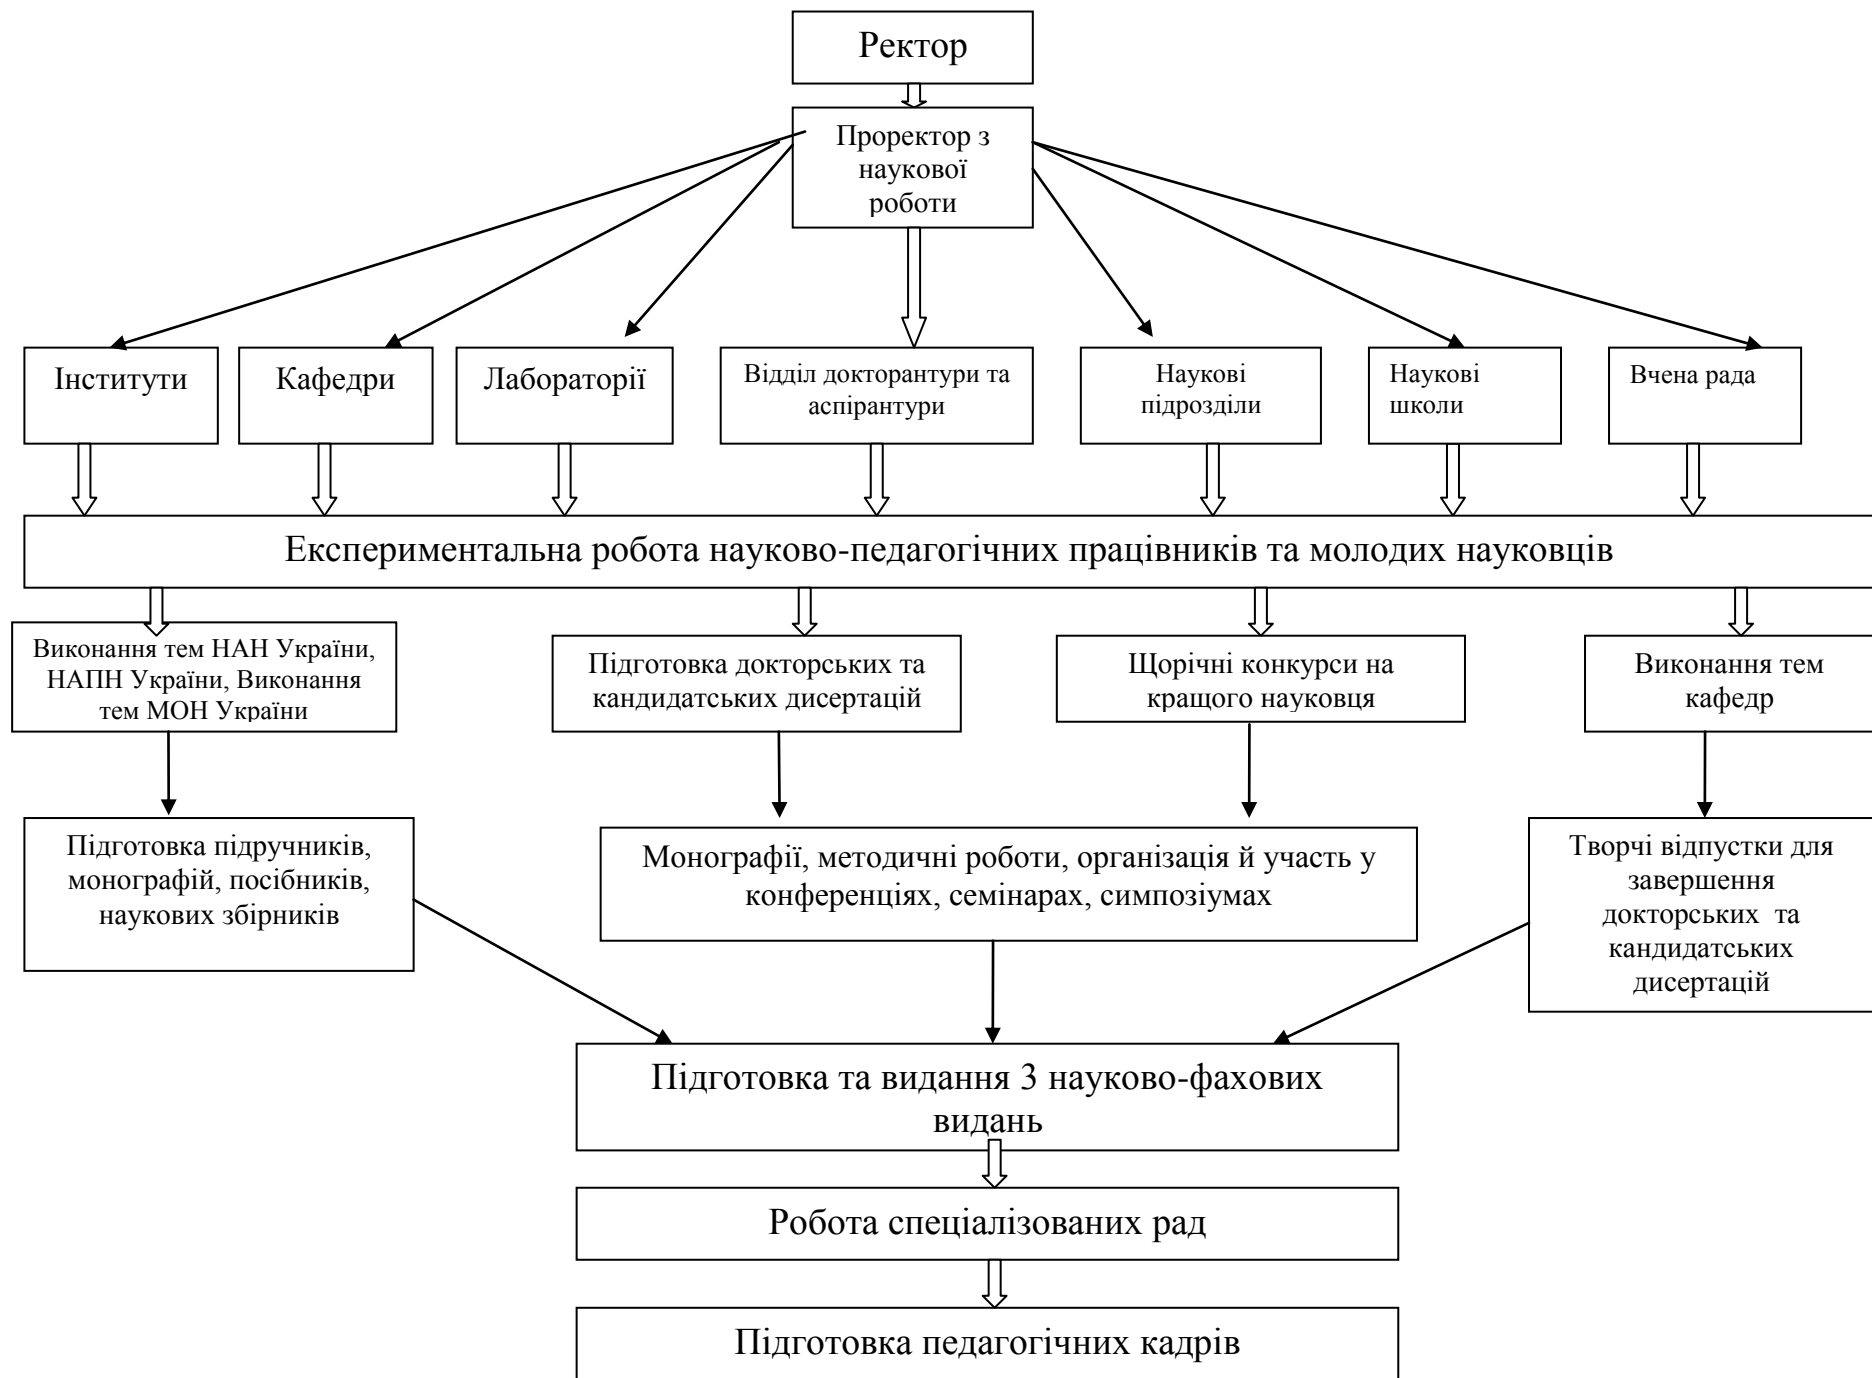 Ректор
Проректор з
наукової
роботи
Інститути
Кафедри
Лабораторії
Відділ докторантури та
аспірантури
Наукові
підрозділи
Наукові
школи
Вчена рада
Експериментальна робота науково-педагогічних працівників та молодих науковців
Виконання тем НАН України,
НАПН України, Виконання
тем МОН України
Підготовка докторських та
кандидатських дисертацій
Щорічні конкурси на
кращого науковця
Виконання тем
кафедр
Підготовка підручників,
монографій, посібників,
наукових збірників
Монографії, методичні роботи, організація й участь у
конференціях, семінарах, симпозіумах
Творчі відпустки для
завершення
докторських та
кандидатських
дисертацій
Підготовка та видання 3 науково-фахових
видань
Робота спеціалізованих рад
Підготовка педагогічних кадрів